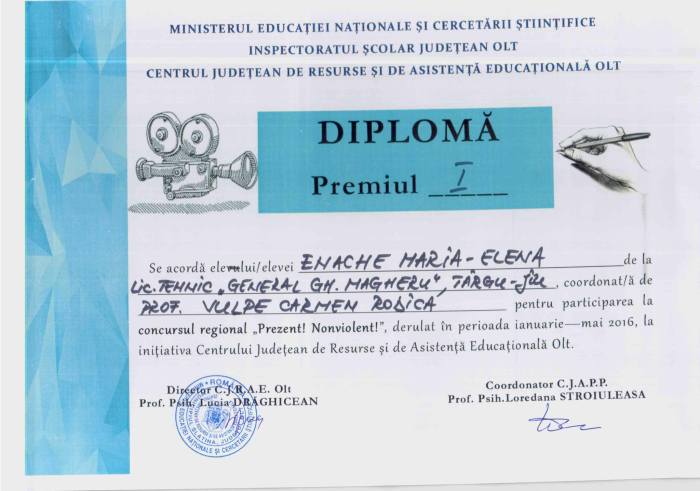 MINISTERUL EDUCAȚIEI NAȚIONALE ȘI CERCETĂRII ȘTIINȚIFICE
INSPECTORATUL ȘCOLAR JUDEȚEAN OLT
CENTRUL JUDEȚEAN DE RESURSE ȘI DE ASISTENȚĂ EDUCAȚIONALĂ OLT
DIPLOMĂ
Premiul I
Se acordă elevului/elevei ENACHE MARIA-ELENA de la
LIC. TEHNIC „GENERAL GH. MAGHERU", TÂRGU-JIU, coordonat/ă de
PROF. VULPE CARMEN RODICA pentru participarea la
concursul regional „Prezent! Nonviolent!”, derulat în perioada ianuarie—mai 2016, la
inițiativa Centrului Județean de Resurse și de Asistență Educațională Olt.
Director C.J.R.A.E. Olt
Prof. Psih. Lucia DRĂGHICEAN
Coordonator C.J.A.P.P.
Prof. Psih.Loredana STROIULEASA
ROMÂNIA